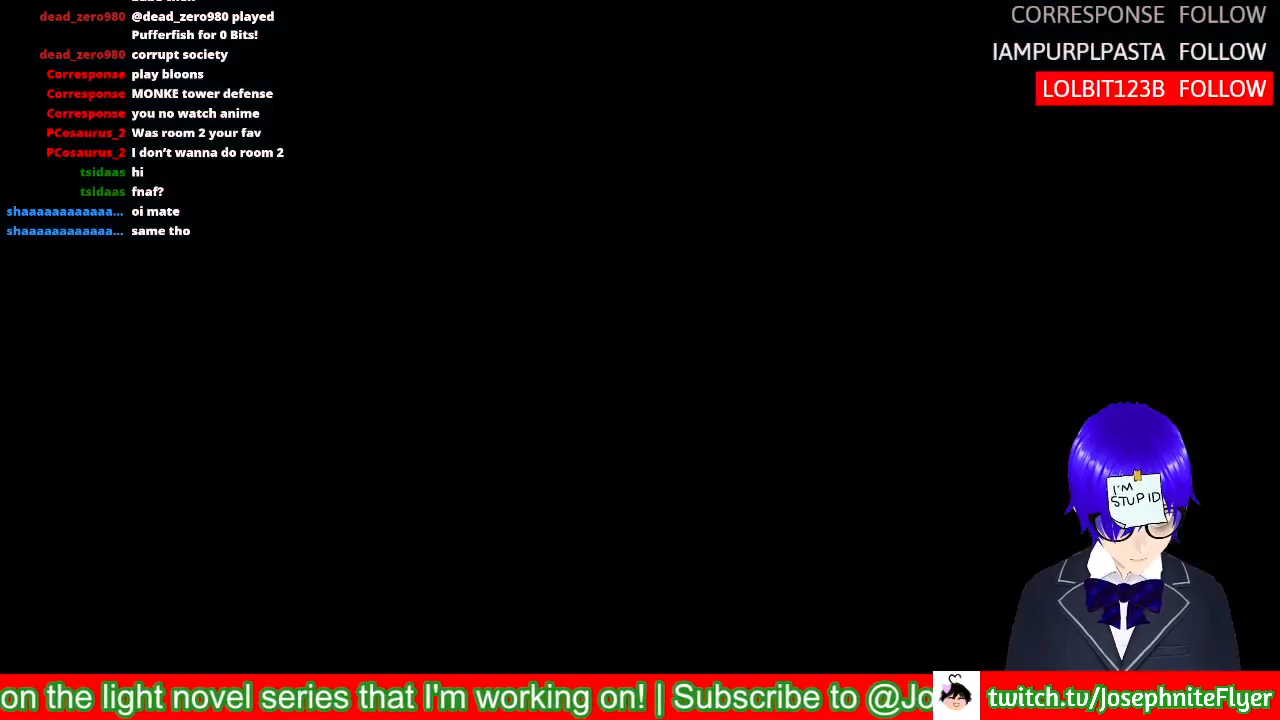 dead_zero980 @dead_zero980 played
Pufferfish for 0 Bits!
dead_zero980 corrupt society
Corresponse play bloons
Corresponse MONKE tower defense
Corresponse you no watch anime
PCosaurus_2 Was room 2 your fav
PCosaurus_2 I don’t wanna do room 2
tsidaas hi
tsidaas fnaf?
shaaaaaaaaaaaa... oi mate
shaaaaaaaaaaaa... same tho
CORRESPONSE FOLLOW
IAMPURPLPASTA FOLLOW
LOLBIT123B FOLLOW
I'M
STUPID
on the light novel series that I'm working on! | Subscribe to @Jo
twitch.tv/JosephniteFlyer